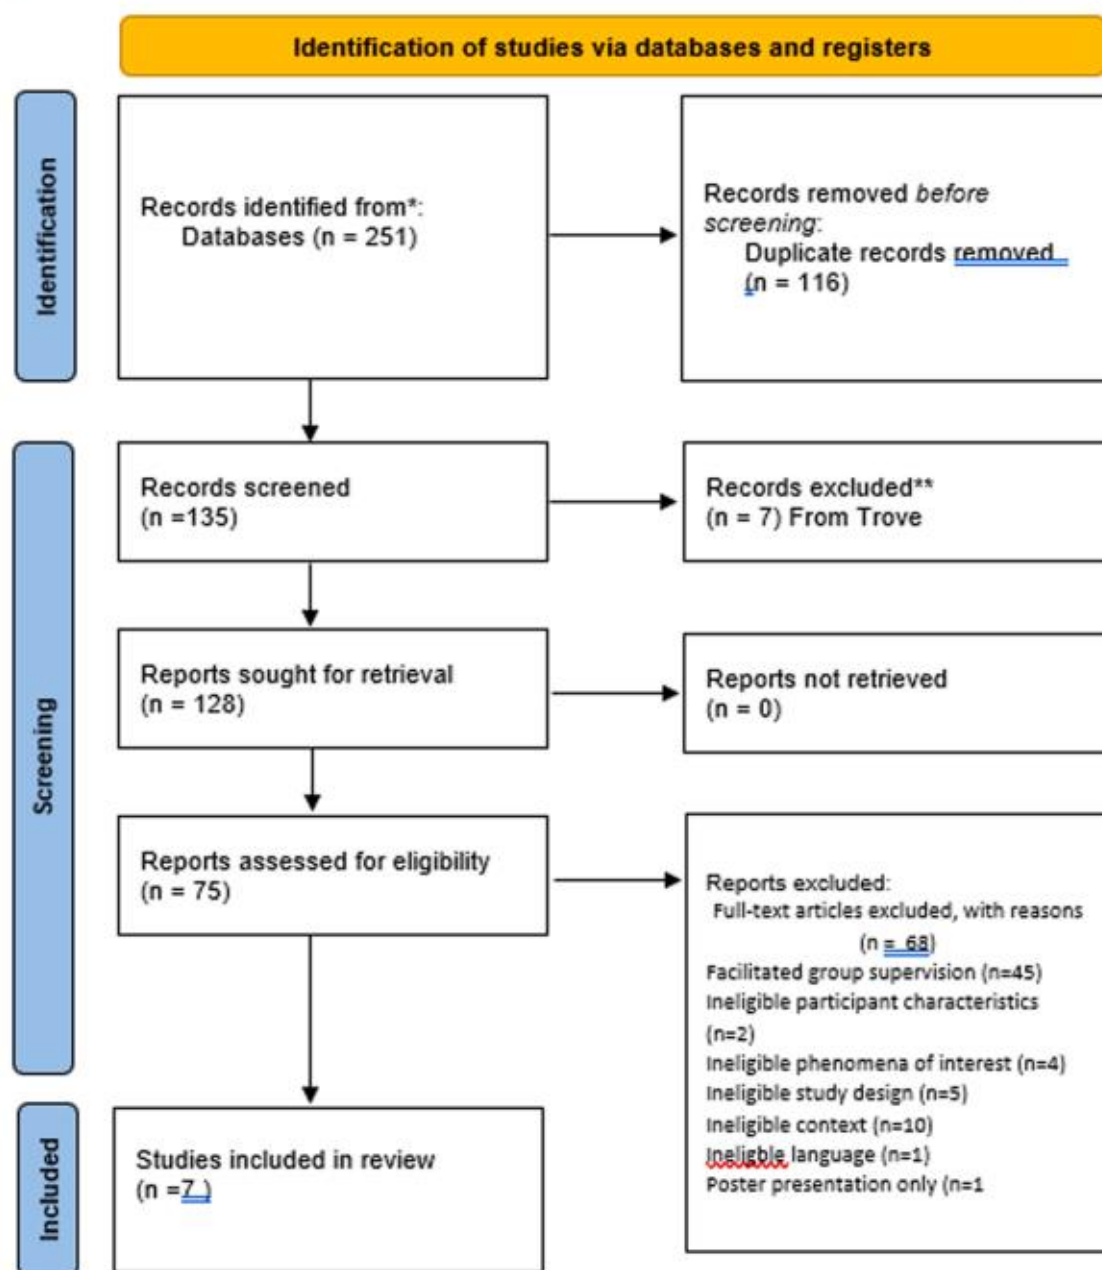 Identification of studies via databases and registers
Identification
Records identified from*:
Databases (n = 251)
Records removed before
screening:
Duplicate records removed
(n = 116)
Screening
Records screened
(n =135)
Records excluded**
(n = 7) From Trove
Reports sought for retrieval
(n = 128)
Reports not retrieved
(n = 0)
Reports assessed for eligibility
(n = 75)
Reports excluded:
Full-text articles excluded, with reasons
(n = 68)
Facilitated group supervision (n=45)
Ineligible participant characteristics
(n=2)
Ineligible phenomena of interest (n=4)
Ineligible study design (n=5)
Ineligible context (n=10)
Ineligble language (n=1)
Poster presentation only (n=1
Included
Studies included in review
(n =7 )